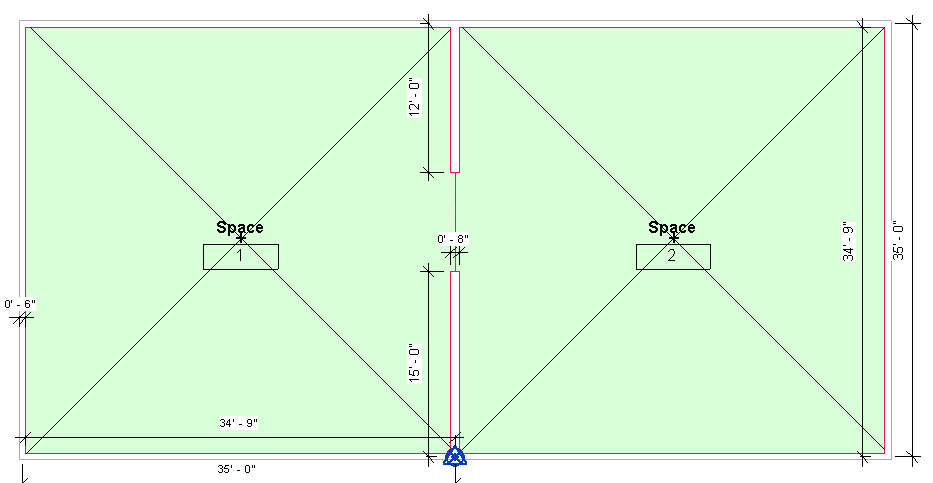 12' - 0"
34' - 9"
35' - 0"
Space
1
0' - 8"
Space
2
0' - 6"
15' - 0"
34' - 9"
35' - 0"